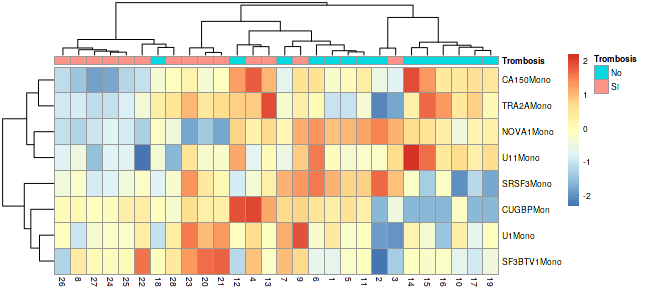 Trombosis
CA150Mono
TRA2AMono
NOVA1Mono
U11Mono
SRSF3Mono
CUGBPMon
U1Mono
SF3BTV1Mono
26 8 27 24 25 22 18 28 23 20 21 12 4 13 7 9 6 1 5 11 2 3 14 15 16 10 17 19
2
1
0
-1
-2
Trombosis
No
SI